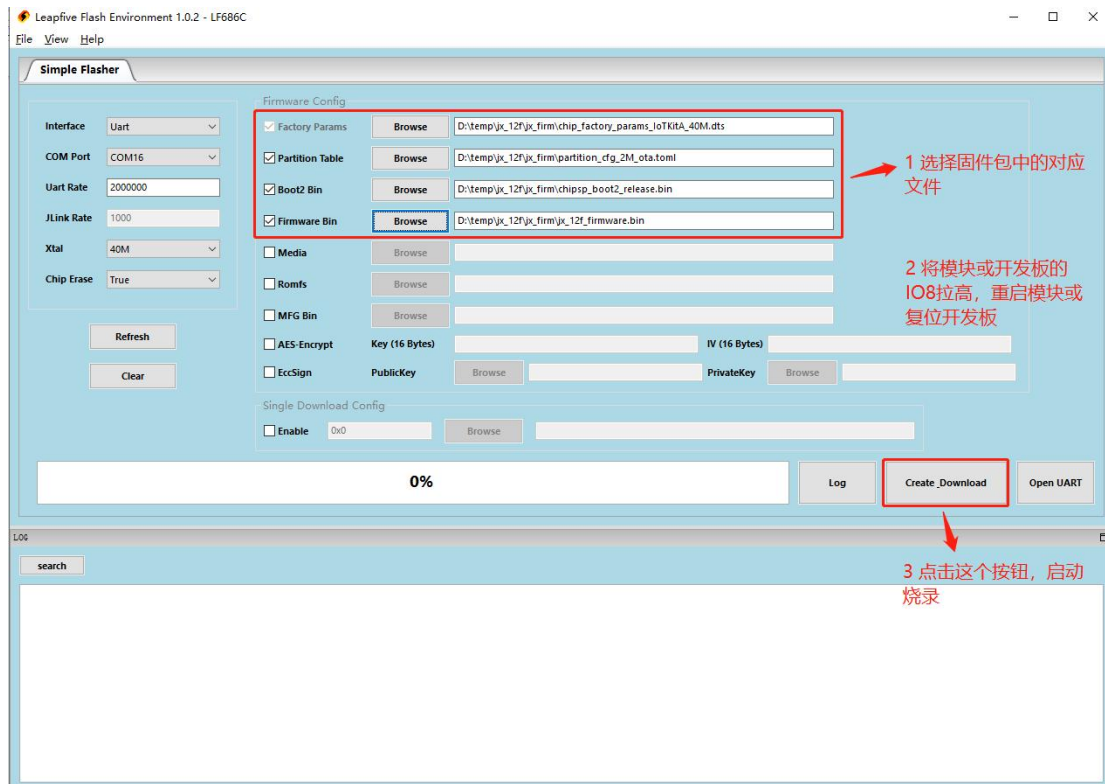 Leapfive Flash Environment 1.0.2 - LF686C
File View Help
Simple Flasher
Interface Uart
COM Port COM16
Uart Rate 2000000
JLink Rate 1000
Xtal 40M
Chip Erase True
Refresh
Clear
Firmware Config
Factory Params Browse D:\temp\jx_12f\jx_firm\chip_factory_params_IoTKitA_40M.dts
Partition Table Browse D:\temp\jx_12f\jx_firm\partition_cfg_2M_ota.toml
Boot2 Bin Browse D:\temp\jx_12f\jx_firm\chipsp_boot2_release.bin
Firmware Bin Browse D:\temp\jx_12f\jx_firm\jx_12f_firmware.bin
Media Browse
Romfs Browse
MFG Bin Browse
AES-Encrypt Key (16 Bytes) IV (16 Bytes)
EccSign PublicKey Browse PrivateKey Browse
1 选择固件包中的对应
文件
2 将模块或开发板的
IO8拉高，重启模块或
复位开发板
Single Download Config
Enable 0x0 Browse
0%
Log Create_Download Open UART
LOG
search
3 点击这个按钮，启动
烧录